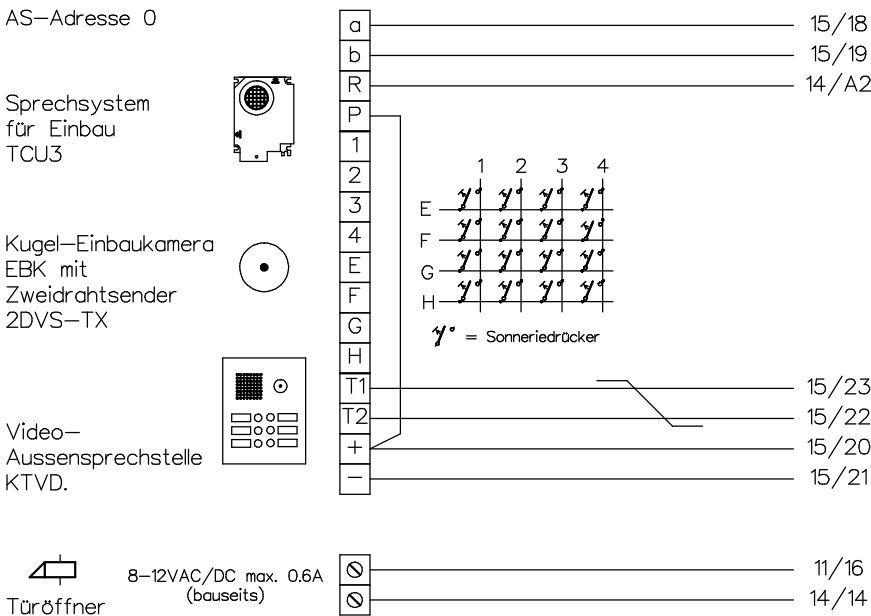 AS-Adresse 0
Sprechsystem
für Einbau
TCU3
Kugel-Einbaukamera
EBK mit
Zweidrahtsender
2DVS-TX
Video-
Aussensprechstelle
KTVD.
Türöffner
8-12VAC/DC max. 0.6A
(bauseits)
a 15/18
b 15/19
R 14/A2
P
1
2
3
4
E
F
G
H
T1 15/23
T2 15/22
+ 15/20
- 15/21
1 2 3 4
E
F
G
H
= Sonneriedrücker
11/16
14/14